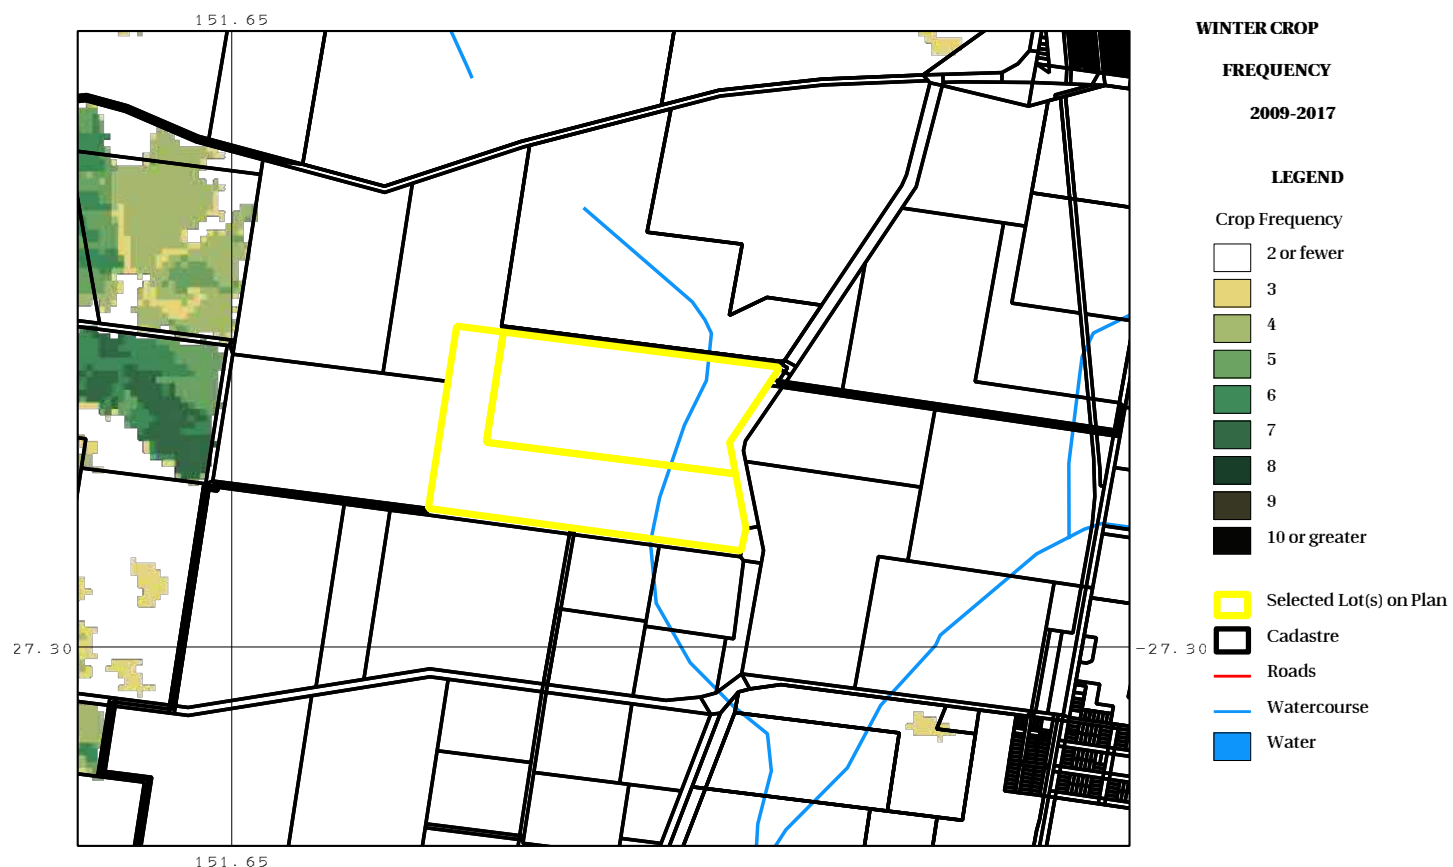 151.65
WINTER CROP
FREQUENCY
2009-2017
LEGEND
Crop Frequency
2 or fewer
3
4
5
6
7
8
9
10 or greater
Selected Lot(s) on Plan
Cadastre
Roads
Watercourse
Water
27.30
-27.30
151.65